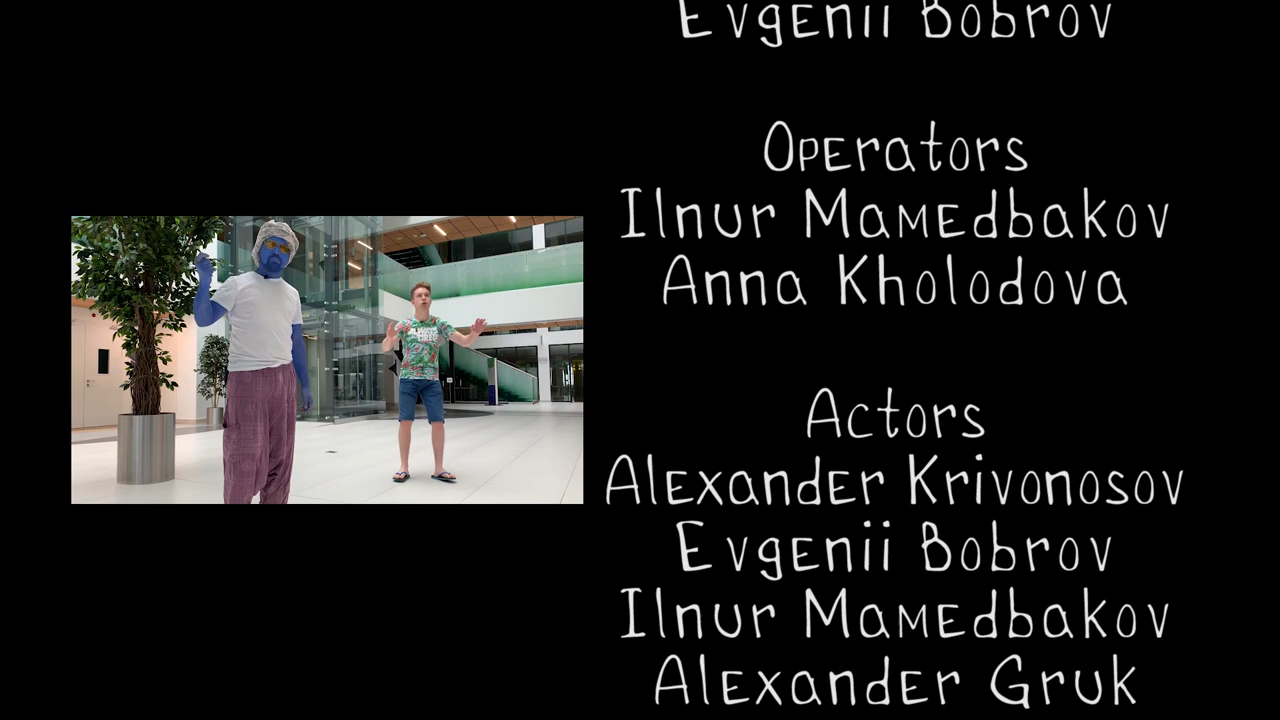 Evgenii Bobrov
Operators
Ilnur Mamedbakov
Anna Kholodova
Actors
Alexander Krivonosov
Evgenii Bobrov
Ilnur Mamedbakov
Alexander Gruk